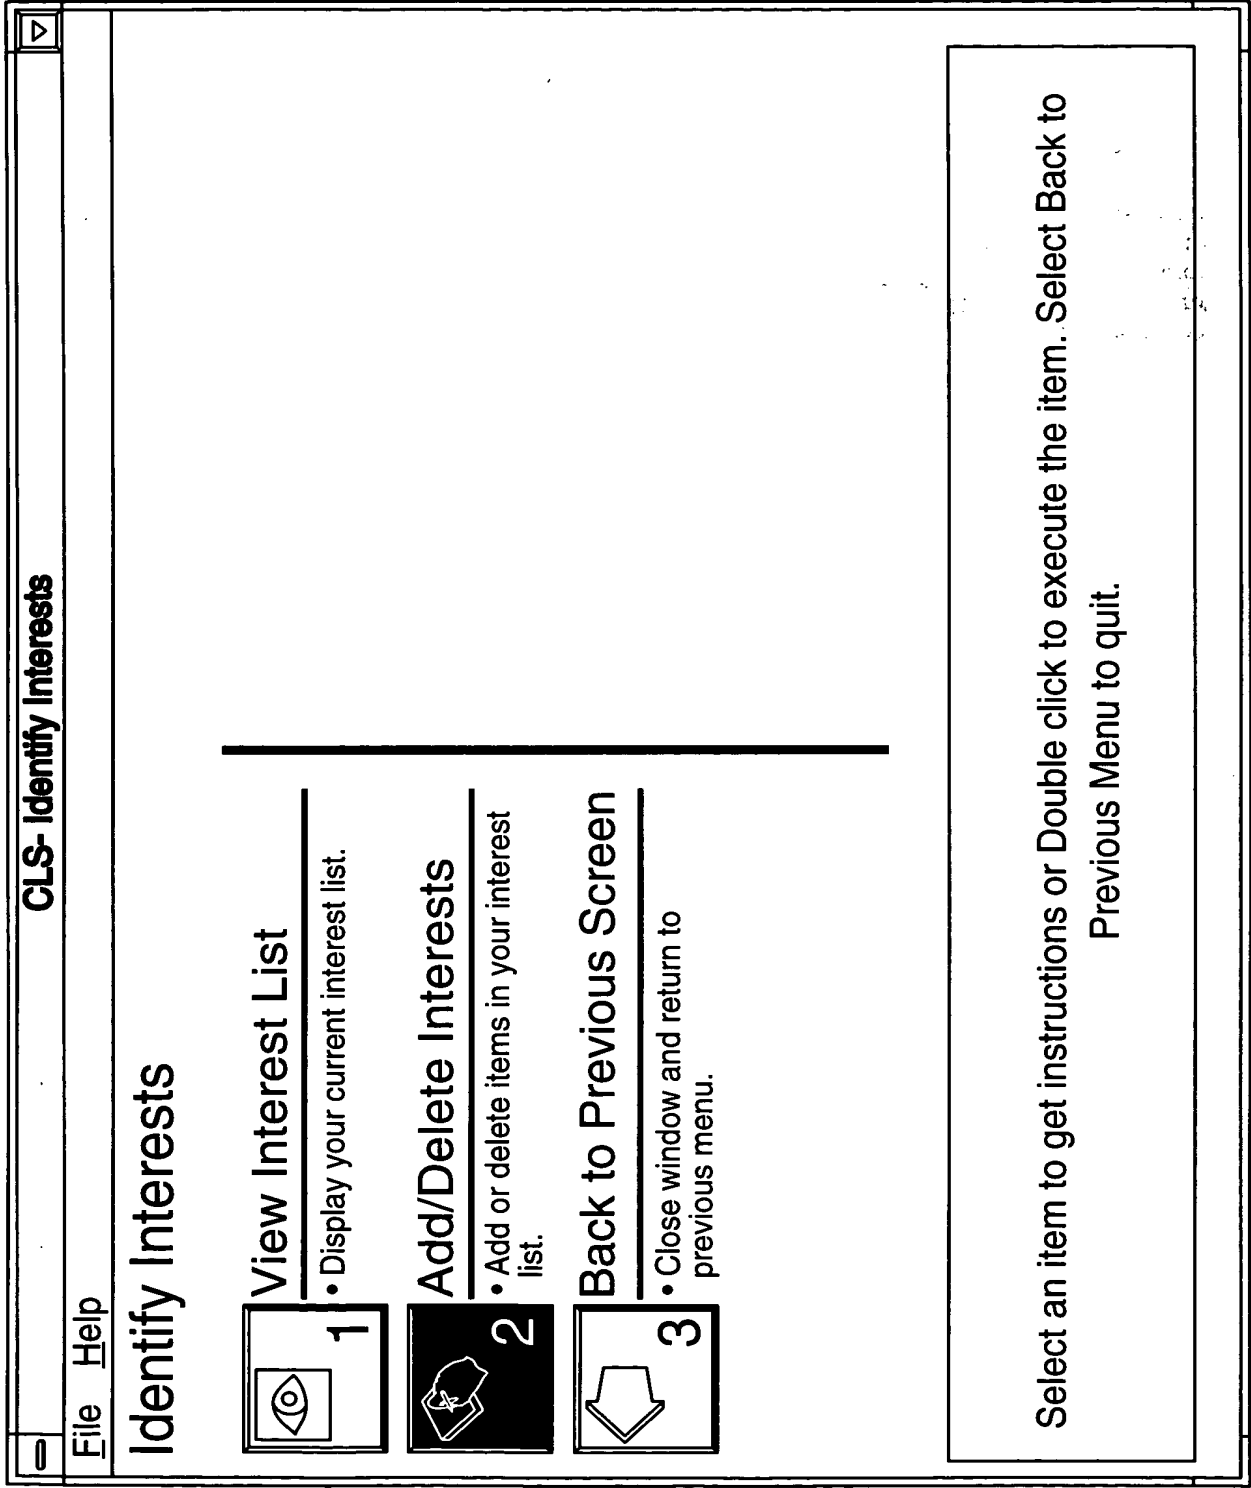 CLS- Identify Interests
File Help
Identify Interests
1
View Interest List
• Display your current interest list.
2
Add/Delete Interests
• Add or delete items in your interest
list.
3
Back to Previous Screen
• Close window and return to
previous menu.
Select an item to get instructions or Double click to execute the item. Select Back to
Previous Menu to quit.